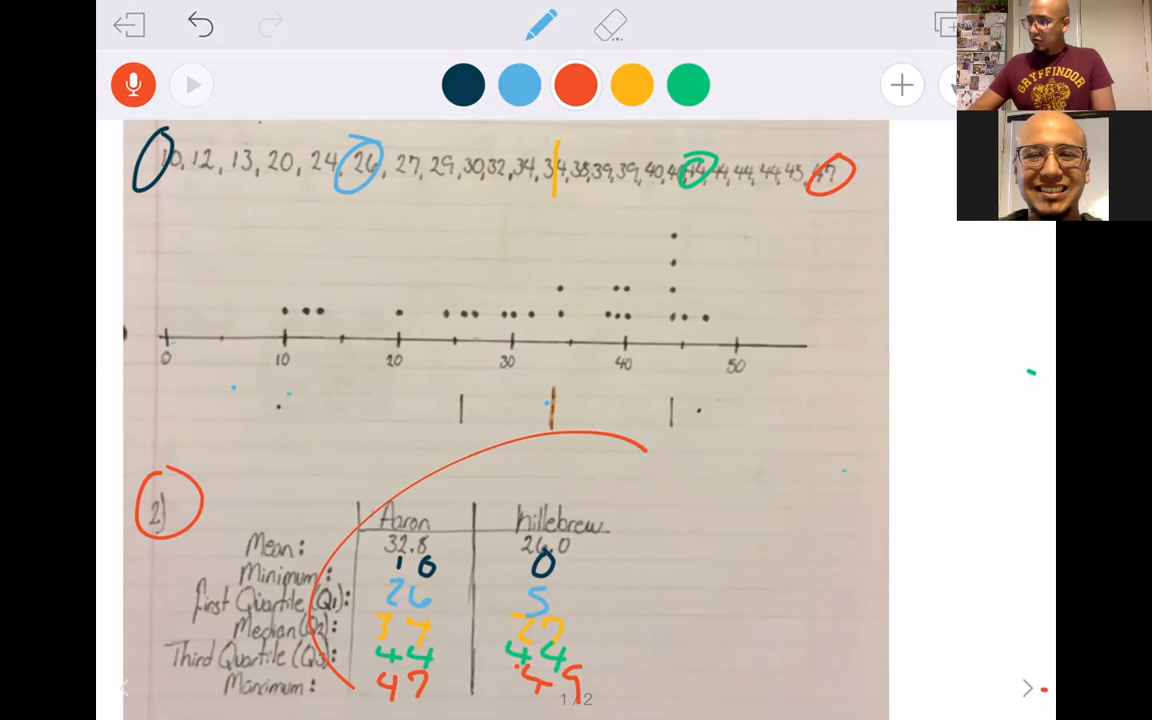 GRYFFINDOR
10, 12, 13, 20, 24, 26, 27, 29, 30, 32, 34, 34, 38, 39, 39, 40, 44, 44, 44, 44, 45, 47
0 10 20 30 40 50
2)
Aaron Killebrew
Mean: 32.8 26.0
Minimum: 10 0
First Quartile (Q1): 26 5
Median (Q2): 37 27
Third Quartile (Q3): 44 44
Maximum: 47 49
1/2